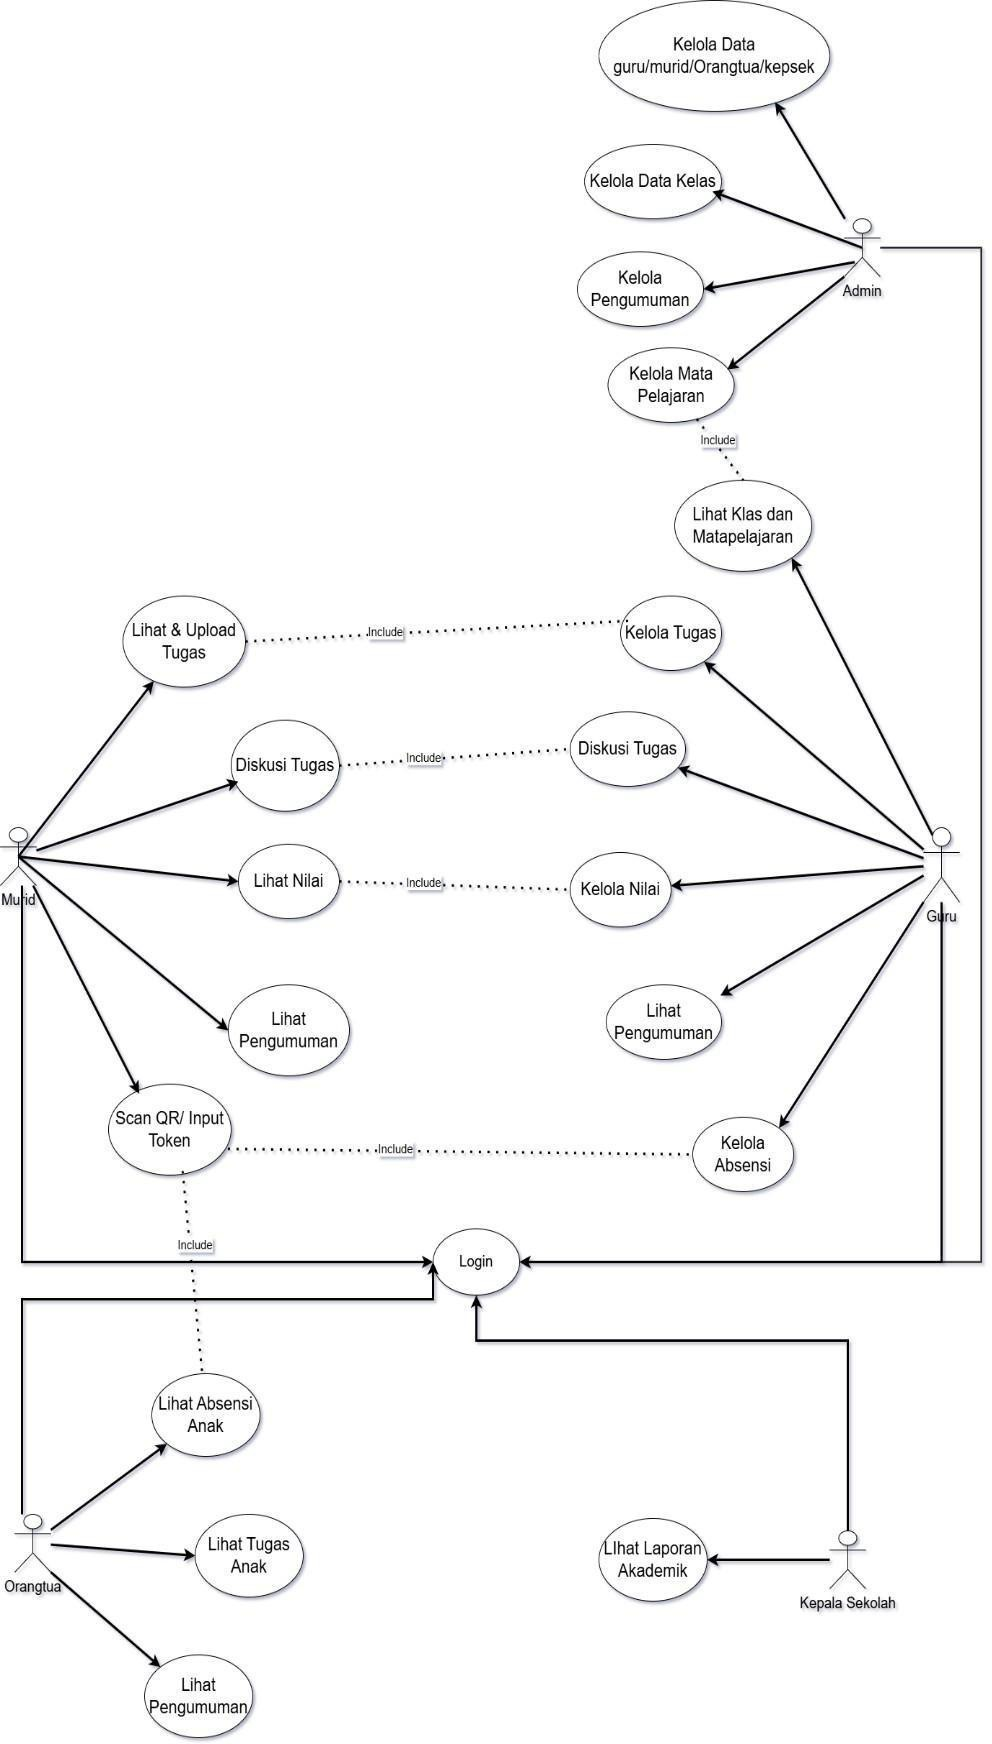 Kelola Data
guru/murid/Orangtua/kepsek
Kelola Data Kelas
Admin
Kelola
Pengumuman
Kelola Mata
Pelajaran
Include
Lihat Klas dan
Matapelajaran
Lihat & Upload
Tugas
Include
Kelola Tugas
Diskusi Tugas
Include
Diskusi Tugas
Murid
Lihat Nilai
Include
Kelola Nilai
Guru
Lihat
Pengumuman
Lihat
Pengumuman
Scan QR/ Input
Token
Include
Kelola
Absensi
Include
Login
Lihat Absensi
Anak
Lihat Tugas
Anak
Orangtua
LIhat Laporan
Akademik
Kepala Sekolah
Lihat
Pengumuman